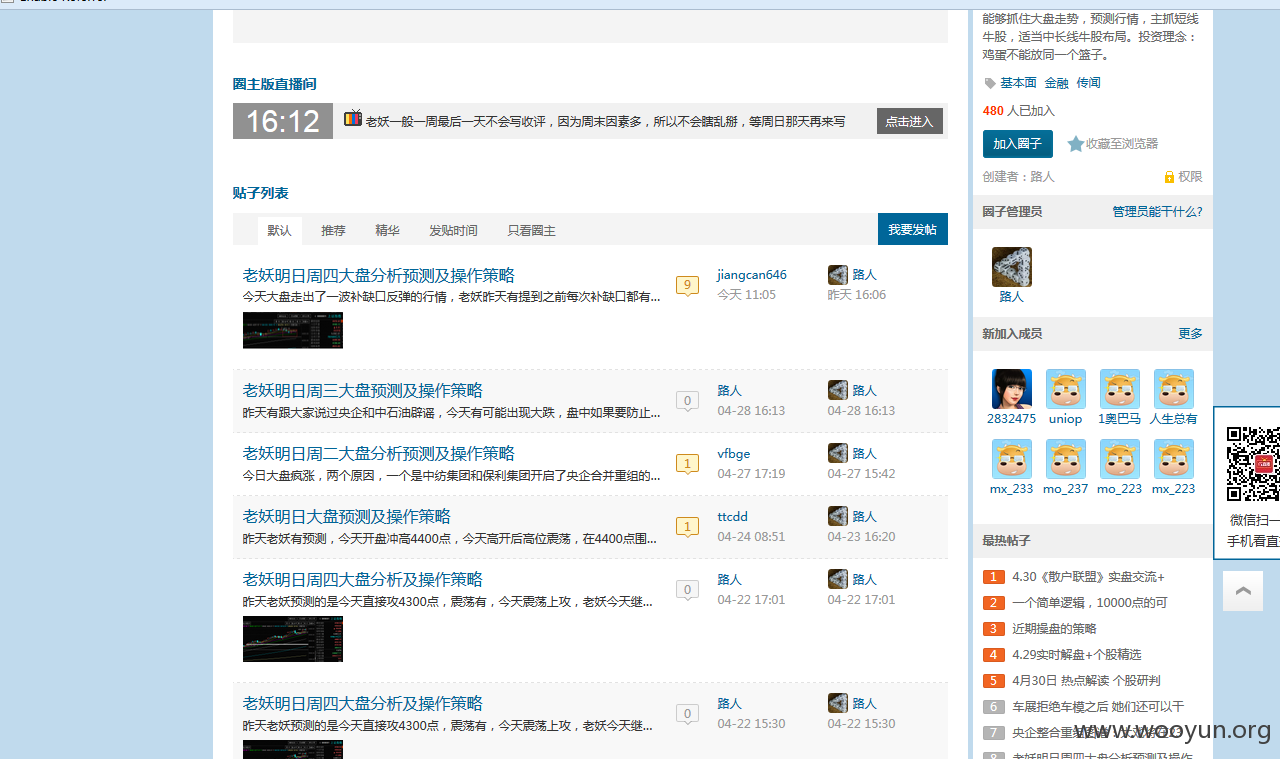 圈主版直播间
16:12
老妖一般一周最后一天不会写收评，因为周末因素多，所以不会瞎乱掰，等周日那天再来写
点击进入
贴子列表
默认 推荐 精华 发贴时间 只看圈主
我要发帖
老妖明日周四大盘分析预测及操作策略
今天大盘走出了一波补缺口反弹的行情，老妖昨天有提到之前每次补缺口都有...
9
jiangcan646
今天 11:05
路人
昨天 16:06
老妖明日周三大盘预测及操作策略
昨天有跟大家说过央企和中石油辟谣，今天有可能出现大跌，盘中如果要防止...
0
路人
04-28 16:13
路人
04-28 16:13
老妖明日周二大盘分析预测及操作策略
今日大盘疯涨，两个原因，一个是中纺集团和保利集团开启了央企合并重组的...
1
vfbge
04-27 17:19
路人
04-27 15:42
老妖明日大盘预测及操作策略
昨天老妖有预测，今天开盘冲高4400点，今天高开后高位震荡，在4400点围...
1
ttcdd
04-24 08:51
路人
04-23 16:20
老妖明日周四大盘分析及操作策略
昨天老妖预测的是今天直接攻4300点，震荡有，今天震荡上攻，老妖今天继...
0
路人
04-22 17:01
路人
04-22 17:01
老妖明日周四大盘分析及操作策略
昨天老妖预测的是今天直接攻4300点，震荡有，今天震荡上攻，老妖今天继...
0
路人
04-22 15:30
路人
04-22 15:30
能够抓住大盘走势，预测行情，主抓短线
牛股，适当中长线牛股布局。投资理念：
鸡蛋不能放同一个篮子。
基本面 金融 传闻
480 人已加入
加入圈子
收藏至浏览器
创建者：路人
权限
圈子管理员
管理员能干什么?
路人
新加入成员
更多
2832475 uniop 1奥巴马 人生总有
mx_233 mo_237 mo_223 mx_223
最热帖子
1 4.30《散户联盟》实盘交流+
2 一个简单逻辑，10000点的可
3 近期操盘的策略
4 4.29实时解盘+个股精选
5 4月30日 热点解读 个股研判
6 车展拒绝车模之后 她们还可以干
7 央企整合重
8 老妖明日周四大盘分析预测及操作
微信扫一
手机看直
www.wooyun.org